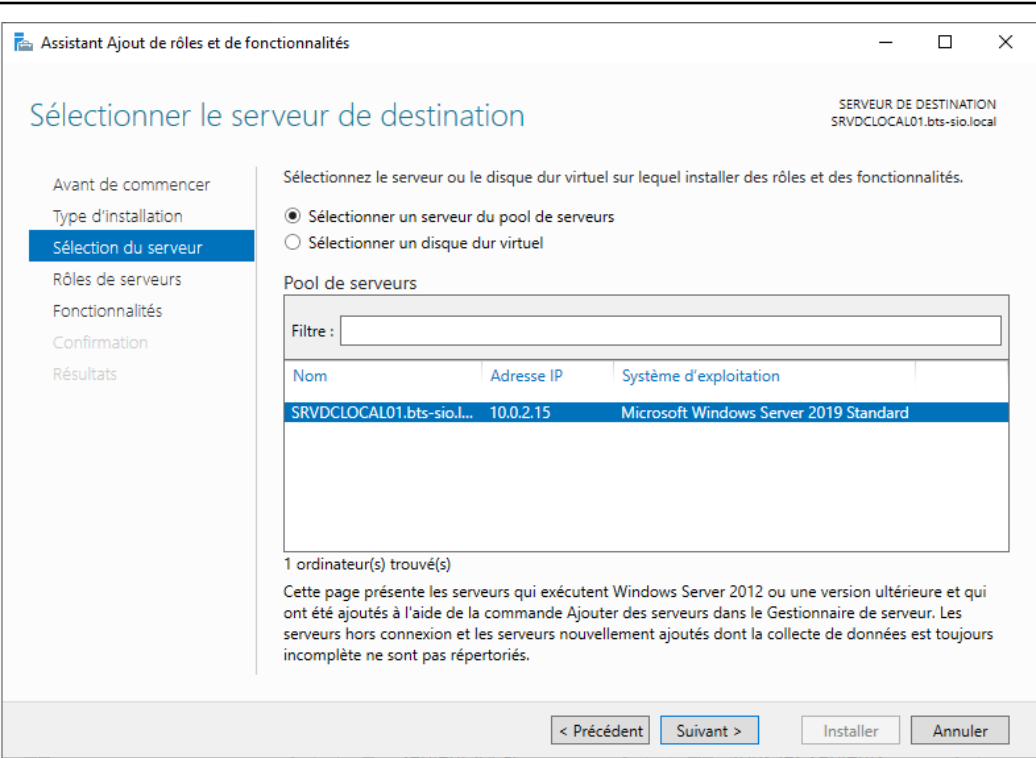 Assistant Ajout de rôles et de fonctionnalités
Sélectionner le serveur de destination
SERVEUR DE DESTINATION
SRVDCLOCAL01.bts-sio.local
Avant de commencer
Type d'installation
Sélection du serveur
Rôles de serveurs
Fonctionnalités
Confirmation
Résultats
Sélectionnez le serveur ou le disque dur virtuel sur lequel installer des rôles et des fonctionnalités.
Sélectionner un serveur du pool de serveurs
Sélectionner un disque dur virtuel
Pool de serveurs
Filtre :
Nom Adresse IP Système d'exploitation
SRVDCLOCAL01.bts-sio.l... 10.0.2.15 Microsoft Windows Server 2019 Standard
1 ordinateur(s) trouvé(s)
Cette page présente les serveurs qui exécutent Windows Server 2012 ou une version ultérieure et qui
ont été ajoutés à l'aide de la commande Ajouter des serveurs dans le Gestionnaire de serveur. Les
serveurs hors connexion et les serveurs nouvellement ajoutés dont la collecte de données est toujours
incomplète ne sont pas répertoriés.
< Précédent Suivant > Installer Annuler